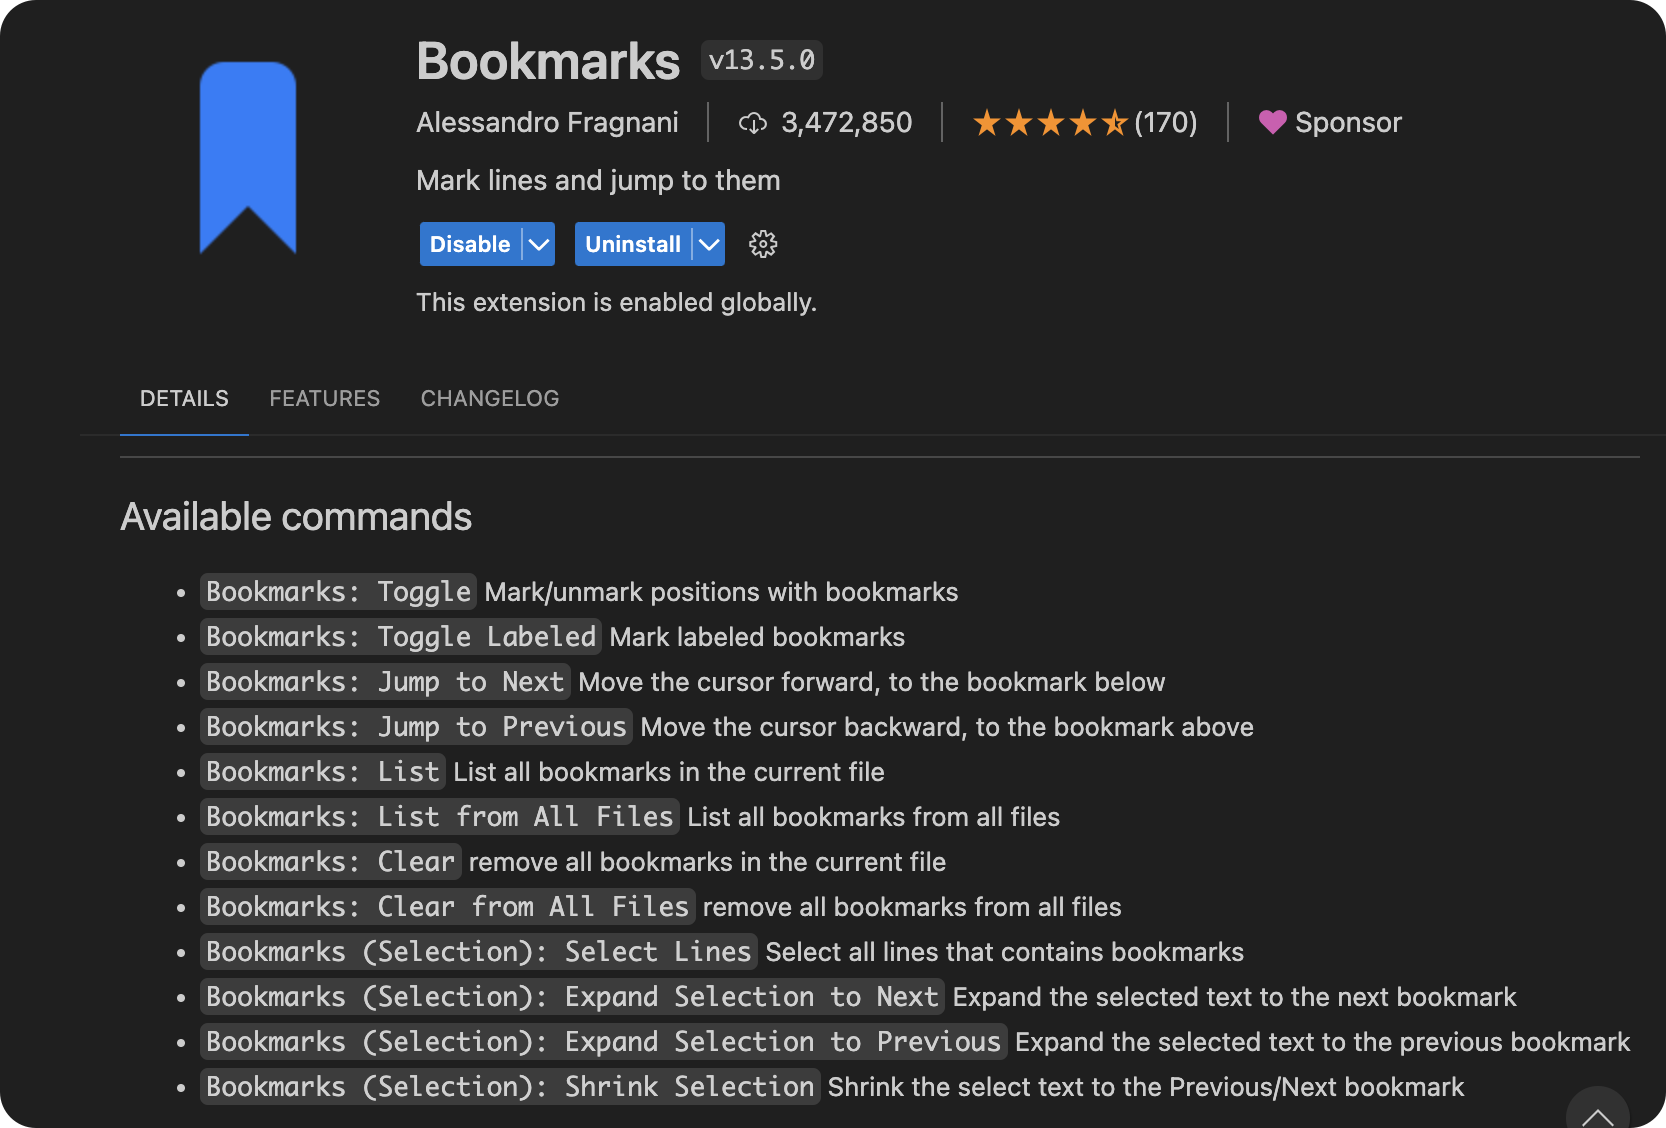 Bookmarks v13.5.0
Alessandro Fragnani 3,472,850 (170) Sponsor
Mark lines and jump to them
Disable Uninstall
This extension is enabled globally.
DETAILS FEATURES CHANGELOG
Available commands
Bookmarks: Toggle Mark/unmark positions with bookmarks
Bookmarks: Toggle Labeled Mark labeled bookmarks
Bookmarks: Jump to Next Move the cursor forward, to the bookmark below
Bookmarks: Jump to Previous Move the cursor backward, to the bookmark above
Bookmarks: List List all bookmarks in the current file
Bookmarks: List from All Files List all bookmarks from all files
Bookmarks: Clear remove all bookmarks in the current file
Bookmarks: Clear from All Files remove all bookmarks from all files
Bookmarks (Selection): Select Lines Select all lines that contains bookmarks
Bookmarks (Selection): Expand Selection to Next Expand the selected text to the next bookmark
Bookmarks (Selection): Expand Selection to Previous Expand the selected text to the previous bookmark
Bookmarks (Selection): Shrink Selection Shrink the select text to the Previous/Next bookmark